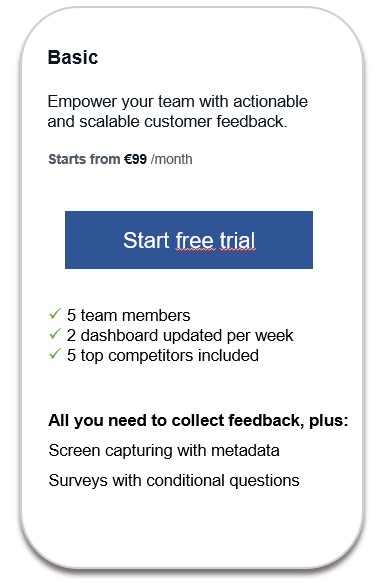 Basic
Empower your team with actionable
and scalable customer feedback.
Starts from €99 /month
Start free trial
✓ 5 team members
✓ 2 dashboard updated per week
✓ 5 top competitors included
All you need to collect feedback, plus:
Screen capturing with metadata
Surveys with conditional questions